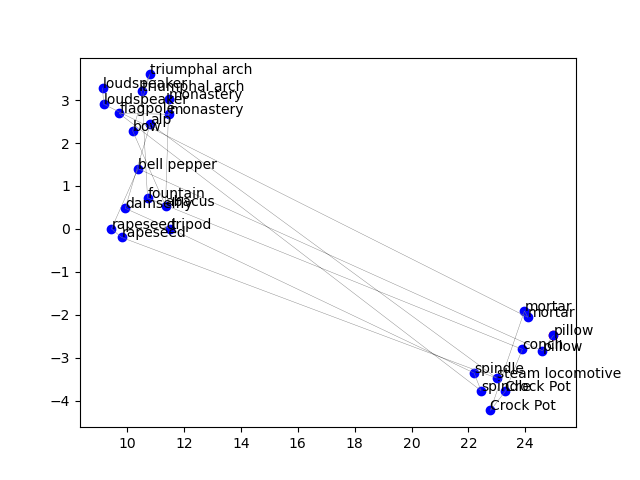 triumphal arch
loudspeaker
triumphal arch
monastery
loudspeaker
flagpole
monastery
alp
bow
bell pepper
fountain
damselfly
abacus
rapeseed
tripod
rapeseed
mortar
mortar
pillow
conch
pillow
spindle
steam locomotive
spindle
Crock Pot
Crock Pot
3
2
1
0
−1
−2
−3
−4
10 12 14 16 18 20 22 24